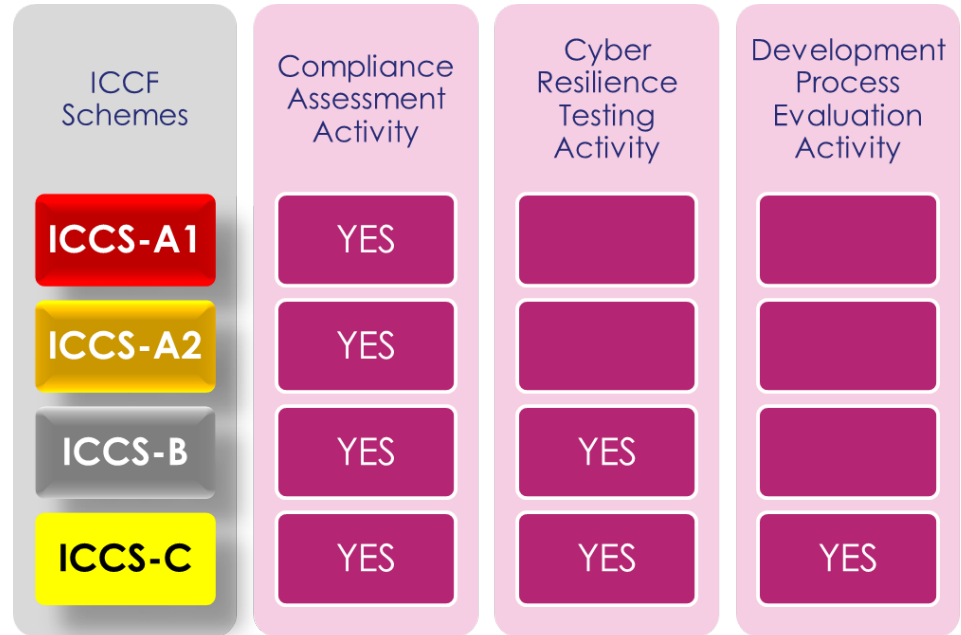 ICCF
Schemes
Compliance
Assessment
Activity
Cyber
Resilience
Testing
Activity
Development
Process
Evaluation
Activity
ICCS-A1
YES
ICCS-A2
YES
ICCS-B
YES
YES
ICCS-C
YES
YES
YES